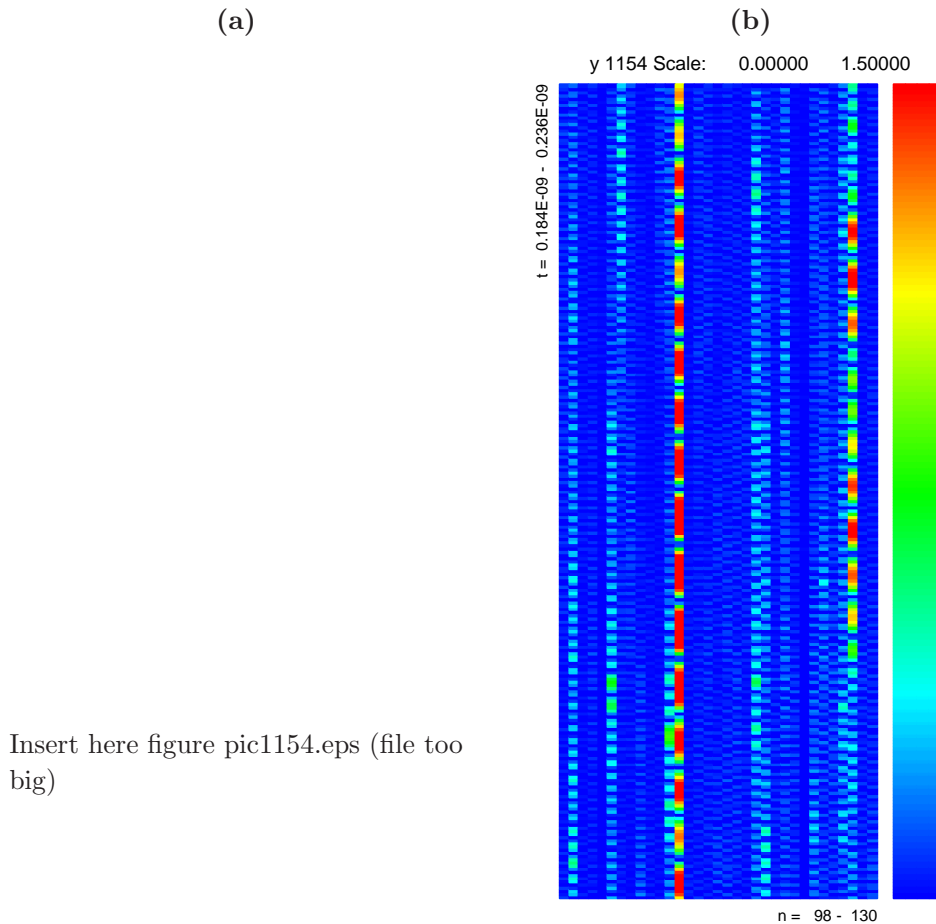 (a)
(b)
y 1154 Scale: 0.00000 1.50000
t = 0.184E-09 - 0.236E-09
Insert here figure pic1154.eps (file too
big)
n = 98 - 130